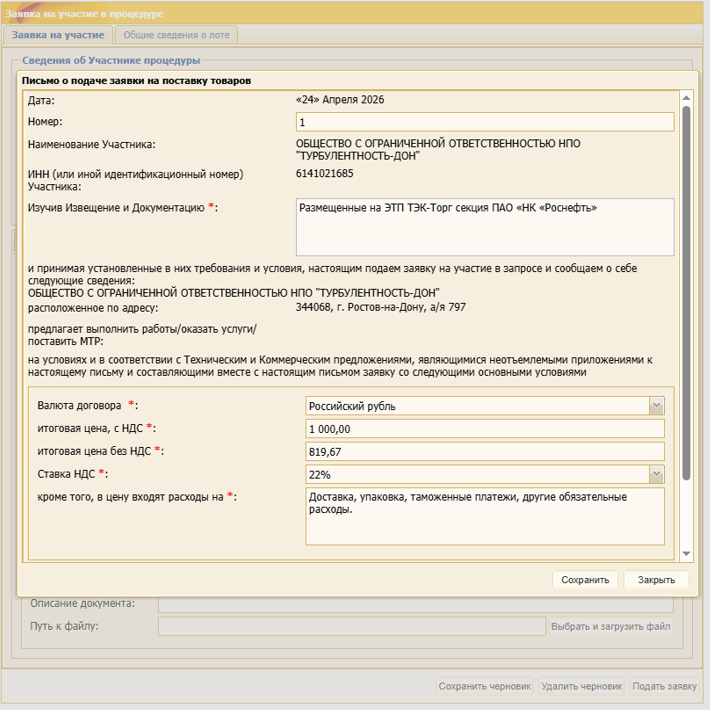 Заявка на участие в процедуре
Заявка на участие
Общие сведения о лоте
Сведения об Участнике процедуры
Письмо о подаче заявки на поставку товаров
Дата:
«24» Апреля 2026
Номер:
1
Наименование Участника:
ОБЩЕСТВО С ОГРАНИЧЕННОЙ ОТВЕТСТВЕННОСТЬЮ НПО
"ТУРБУЛЕНТНОСТЬ-ДОН"
ИНН (или иной идентификационный номер)
Участника:
6141021685
Изучив Извещение и Документацию *:
Размещенные на ЭТП ТЭК-Торг секция ПАО «НК «Роснефть»
и принимая установленные в них требования и условия, настоящим подаем заявку на участие в запросе и сообщаем о себе
следующие сведения:
ОБЩЕСТВО С ОГРАНИЧЕННОЙ ОТВЕТСТВЕННОСТЬЮ НПО "ТУРБУЛЕНТНОСТЬ-ДОН"
расположенное по адресу:
344068, г. Ростов-на-Дону, а/я 797
предлагает выполнить работы/оказать услуги/
поставить МТР:
на условиях и в соответствии с Техническим и Коммерческим предложениями, являющимися неотъемлемыми приложениями к
настоящему письму и составляющими вместе с настоящим письмом заявку со следующими основными условиями
Валюта договора *:
Российский рубль
итоговая цена, с НДС *:
1 000,00
итоговая цена без НДС *:
819,67
Ставка НДС *:
22%
кроме того, в цену входят расходы на *:
Доставка, упаковка, таможенные платежи, другие обязательные
расходы.
Сохранить
Закрыть
Описание документа:
Путь к файлу:
Выбрать и загрузить файл
Сохранить черновик
Удалить черновик
Подать заявку